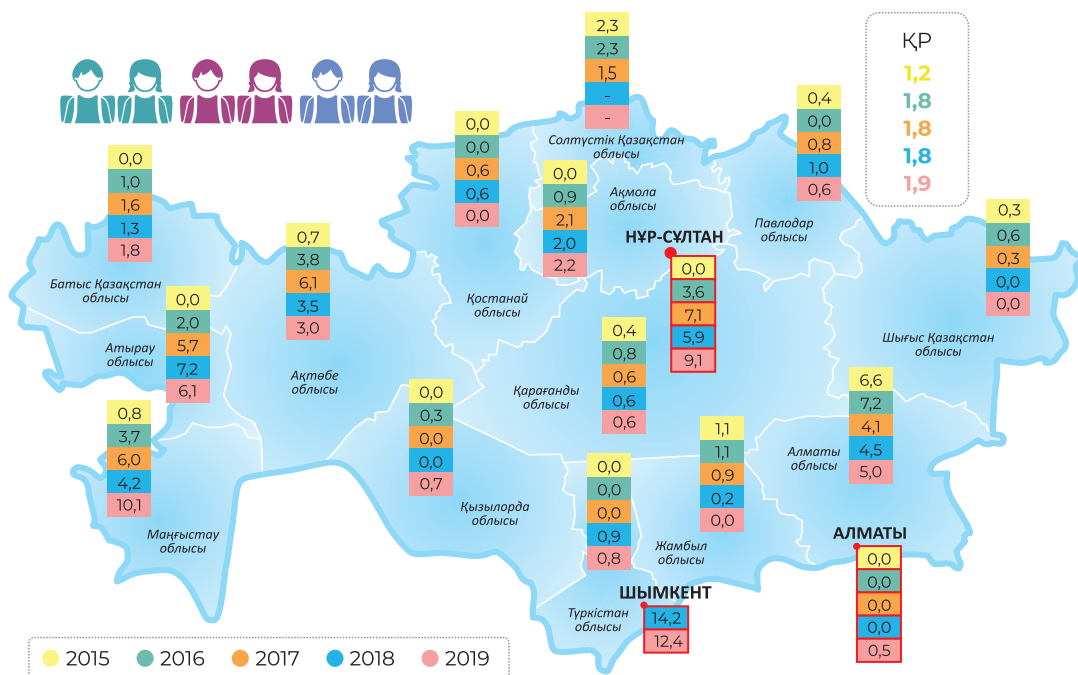 2,3
2,3
1,5
-
-
Солтүстік Қазақстан
облысы
ҚР
1,2
1,8
1,8
1,8
1,9
0,4
0,0
0,8
1,0
0,6
Павлодар
облысы
0,0
0,0
0,6
0,6
0,0
Қостанай
облысы
0,0
1,0
1,6
1,3
1,8
Батыс Қазақстан
облысы
0,0
0,9
2,1
2,0
2,2
Ақмола
облысы
НҰР-СҰЛТАН
0,0
3,6
7,1
5,9
9,1
0,3
0,6
0,3
0,0
0,0
Шығыс Қазақстан
облысы
0,7
3,8
6,1
3,5
3,0
Ақтөбе
облысы
0,0
2,0
5,7
7,2
6,1
Атырау
облысы
0,4
0,8
0,6
0,6
0,6
Қарағанды
облысы
0,8
3,7
6,0
4,2
10,1
Маңғыстау
облысы
0,0
0,3
0,0
0,0
0,7
Қызылорда
облысы
6,6
7,2
4,1
4,5
5,0
Алматы
облысы
1,1
1,1
0,9
0,2
0,0
Жамбыл
облысы
0,0
0,0
0,0
0,9
0,8
Түркістан
облысы
ШЫМКЕНТ
14,2
12,4
АЛМАТЫ
0,0
0,0
0,0
0,0
0,5
2015 2016 2017 2018 2019